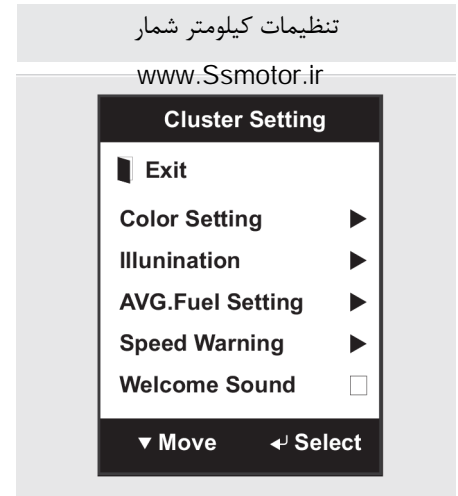 تنظیمات کیلومتر شمار
www.Ssmotor.ir
Cluster Setting
Exit
Color Setting ▶
Illunination ▶
AVG.Fuel Setting ▶
Speed Warning ▶
Welcome Sound □
▼ Move ↵ Select